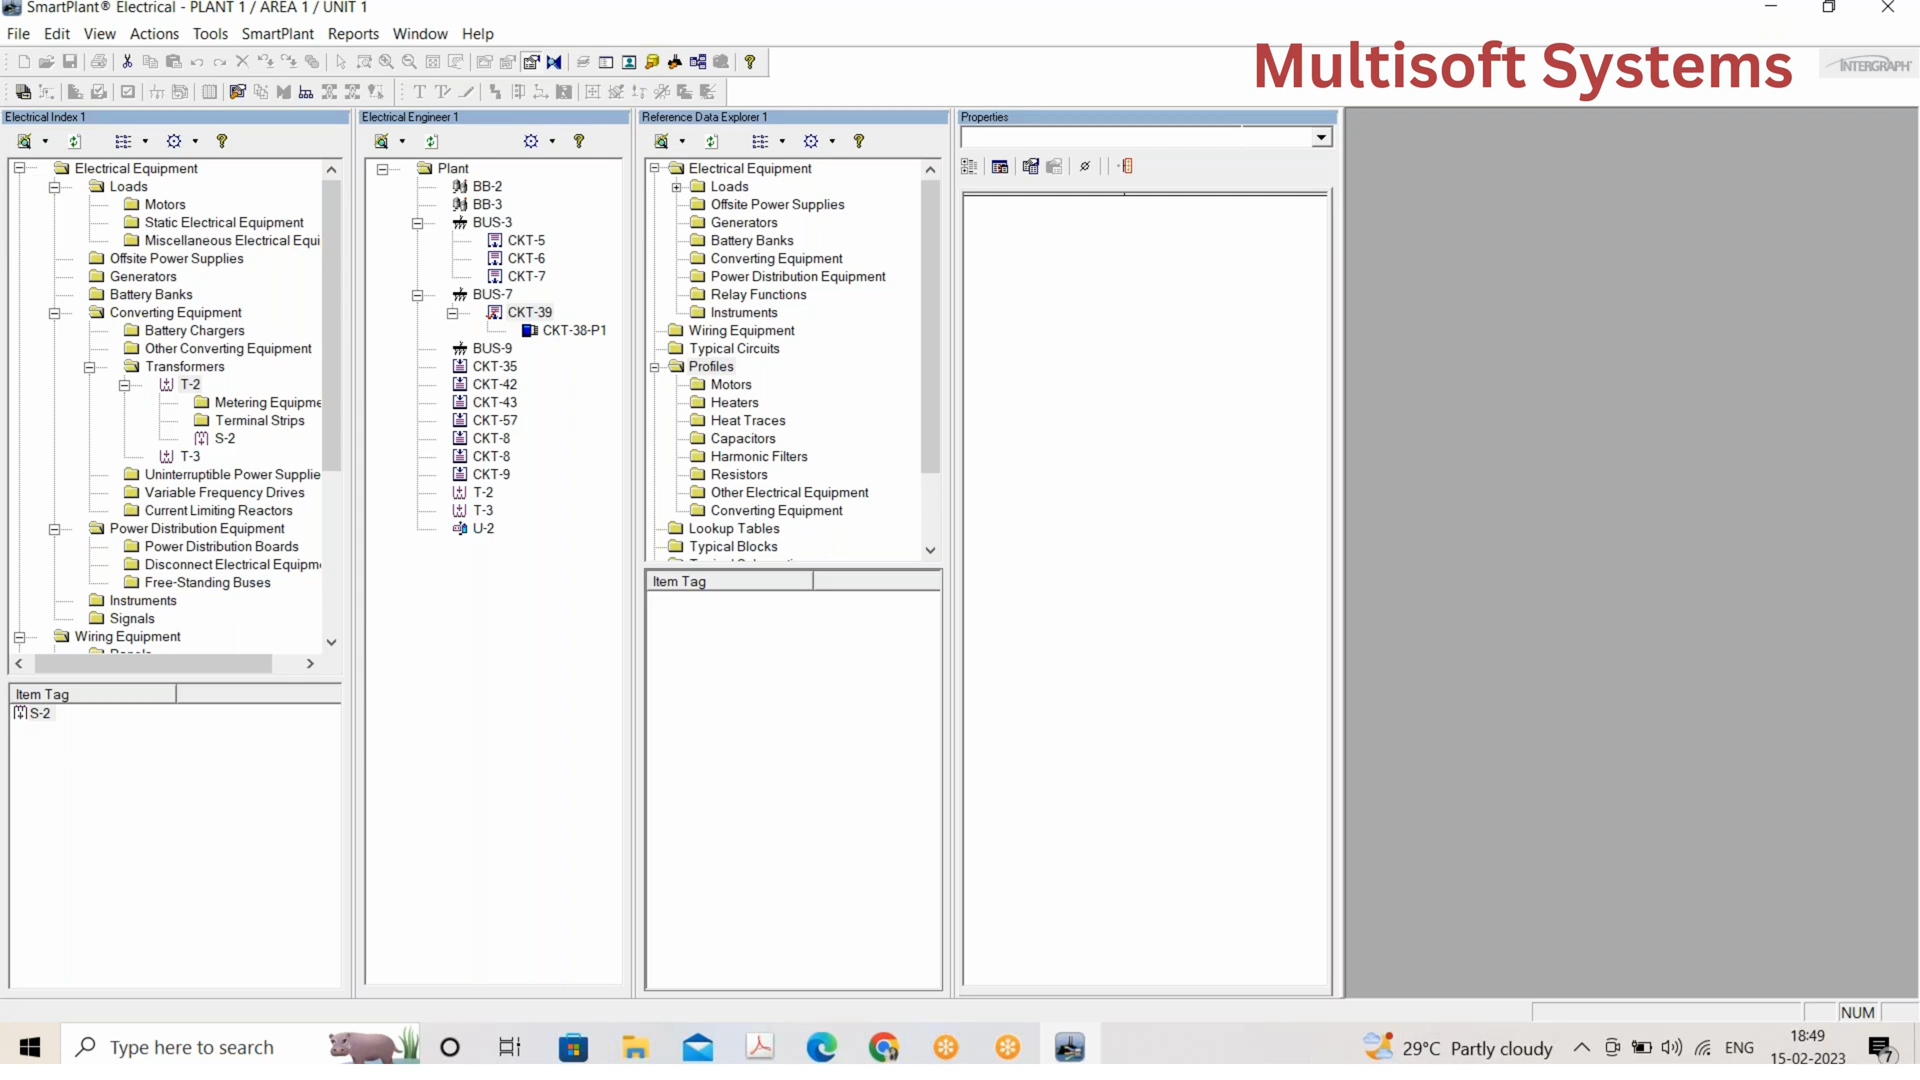 SmartPlant® Electrical - PLANT 1 / AREA 1 / UNIT 1
File Edit View Actions Tools SmartPlant Reports Window Help
Multisoft Systems
INTERGRAPH
Electrical Index 1
Electrical Equipment
Loads
Motors
Static Electrical Equipment
Miscellaneous Electrical Equi
Offsite Power Supplies
Generators
Battery Banks
Converting Equipment
Battery Chargers
Other Converting Equipment
Transformers
T-2
Metering Equipme
Terminal Strips
S-2
T-3
Uninterruptible Power Supplie
Variable Frequency Drives
Current Limiting Reactors
Power Distribution Equipment
Power Distribution Boards
Disconnect Electrical Equipm
Free-Standing Buses
Instruments
Signals
Wiring Equipment
Item Tag
S-2
Electrical Engineer 1
Plant
BB-2
BB-3
BUS-3
CKT-5
CKT-6
CKT-7
BUS-7
CKT-39
CKT-38-P1
BUS-9
CKT-35
CKT-42
CKT-43
CKT-57
CKT-8
CKT-8
CKT-9
T-2
T-3
U-2
Reference Data Explorer 1
Electrical Equipment
Loads
Offsite Power Supplies
Generators
Battery Banks
Converting Equipment
Power Distribution Equipment
Relay Functions
Instruments
Wiring Equipment
Typical Circuits
Profiles
Motors
Heaters
Heat Traces
Capacitors
Harmonic Filters
Resistors
Other Electrical Equipment
Converting Equipment
Lookup Tables
Typical Blocks
Item Tag
Properties
NUM
Type here to search
29°C Partly cloudy
ENG
18:49
15-02-2023
7